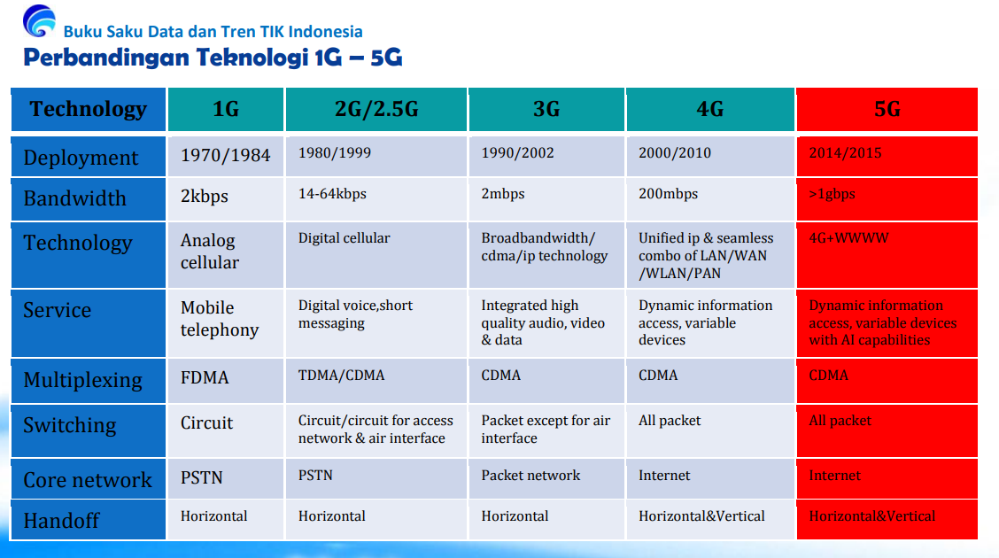 Buku Saku Data dan Tren TIK Indonesia
Perbandingan Teknologi 1G – 5G
Technology 1G 2G/2.5G 3G 4G 5G
Deployment 1970/1984 1980/1999 1990/2002 2000/2010 2014/2015
Bandwidth 2kbps 14-64kbps 2mbps 200mbps >1gbps
Technology
Analog
cellular
Digital cellular
Broadbandwidth/
cdma/ip technology
Unified ip & seamless
combo of LAN/WAN
/WLAN/PAN
4G+WWWW
Service
Mobile
telephony
Digital voice,short
messaging
Integrated high
quality audio, video
& data
Dynamic information
access, variable
devices
Dynamic information
access, variable devices
with AI capabilities
Multiplexing FDMA TDMA/CDMA CDMA CDMA CDMA
Switching
Circuit
Circuit/circuit for access
network & air interface
Packet except for air
interface
All packet
All packet
Core network PSTN PSTN Packet network Internet Internet
Handoff Horizontal Horizontal Horizontal Horizontal&Vertical Horizontal&Vertical